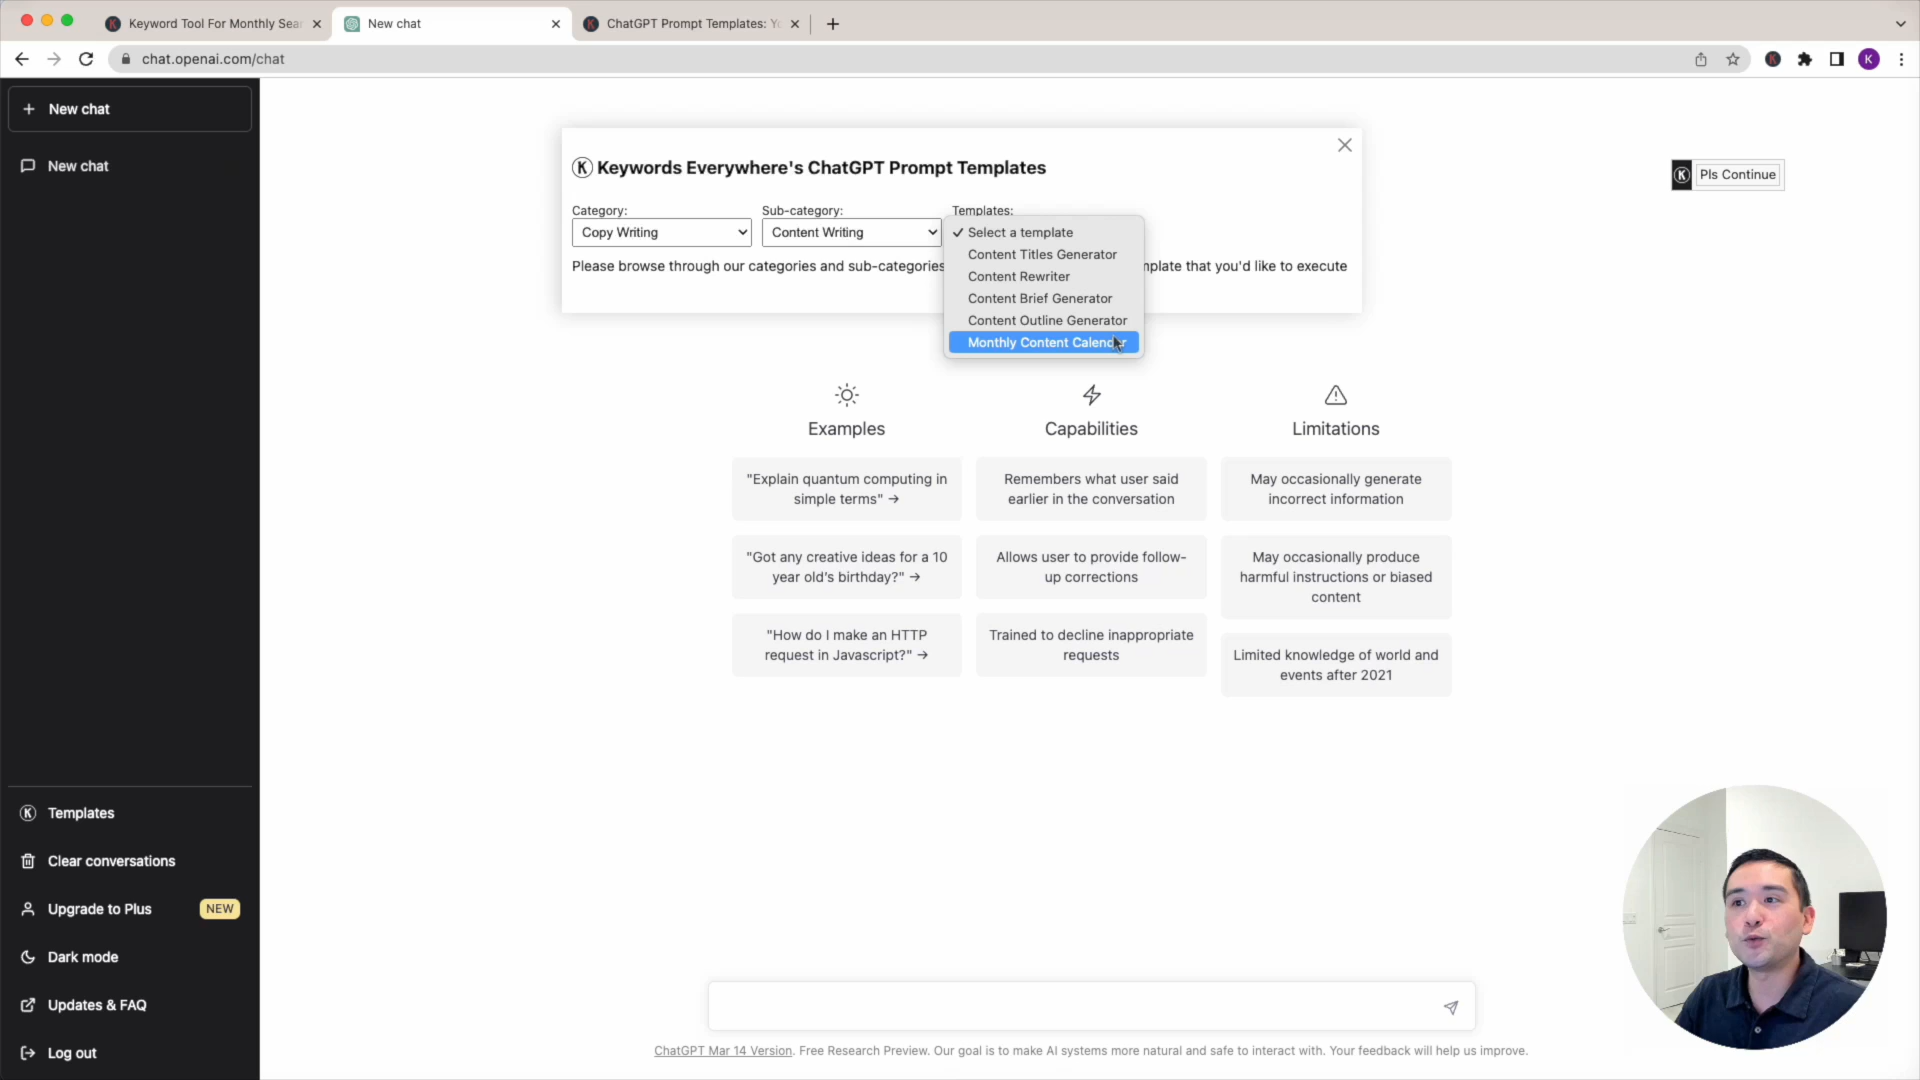 Keyword Tool For Monthly Sear
New chat
ChatGPT Prompt Templates: Yo
chat.openai.com/chat
K
New chat
New chat
Keywords Everywhere's ChatGPT Prompt Templates
Pls Continue
Category:
Sub-category:
Templates:
Copy Writing
Content Writing
Select a template
Content Titles Generator
Content Rewriter
Content Brief Generator
Content Outline Generator
Monthly Content Calender
Please browse through our categories and sub-categories
mplate that you'd like to execute
Examples
Capabilities
Limitations
"Explain quantum computing in
simple terms" →
Remembers what user said
earlier in the conversation
May occasionally generate
incorrect information
"Got any creative ideas for a 10
year old's birthday?" →
Allows user to provide follow-
up corrections
May occasionally produce
harmful instructions or biased
content
"How do I make an HTTP
request in Javascript?" →
Trained to decline inappropriate
requests
Limited knowledge of world and
events after 2021
Templates
Clear conversations
Upgrade to Plus
NEW
Dark mode
Updates & FAQ
Log out
ChatGPT Mar 14 Version. Free Research Preview. Our goal is to make AI systems more natural and safe to interact with. Your feedback will help us improve.